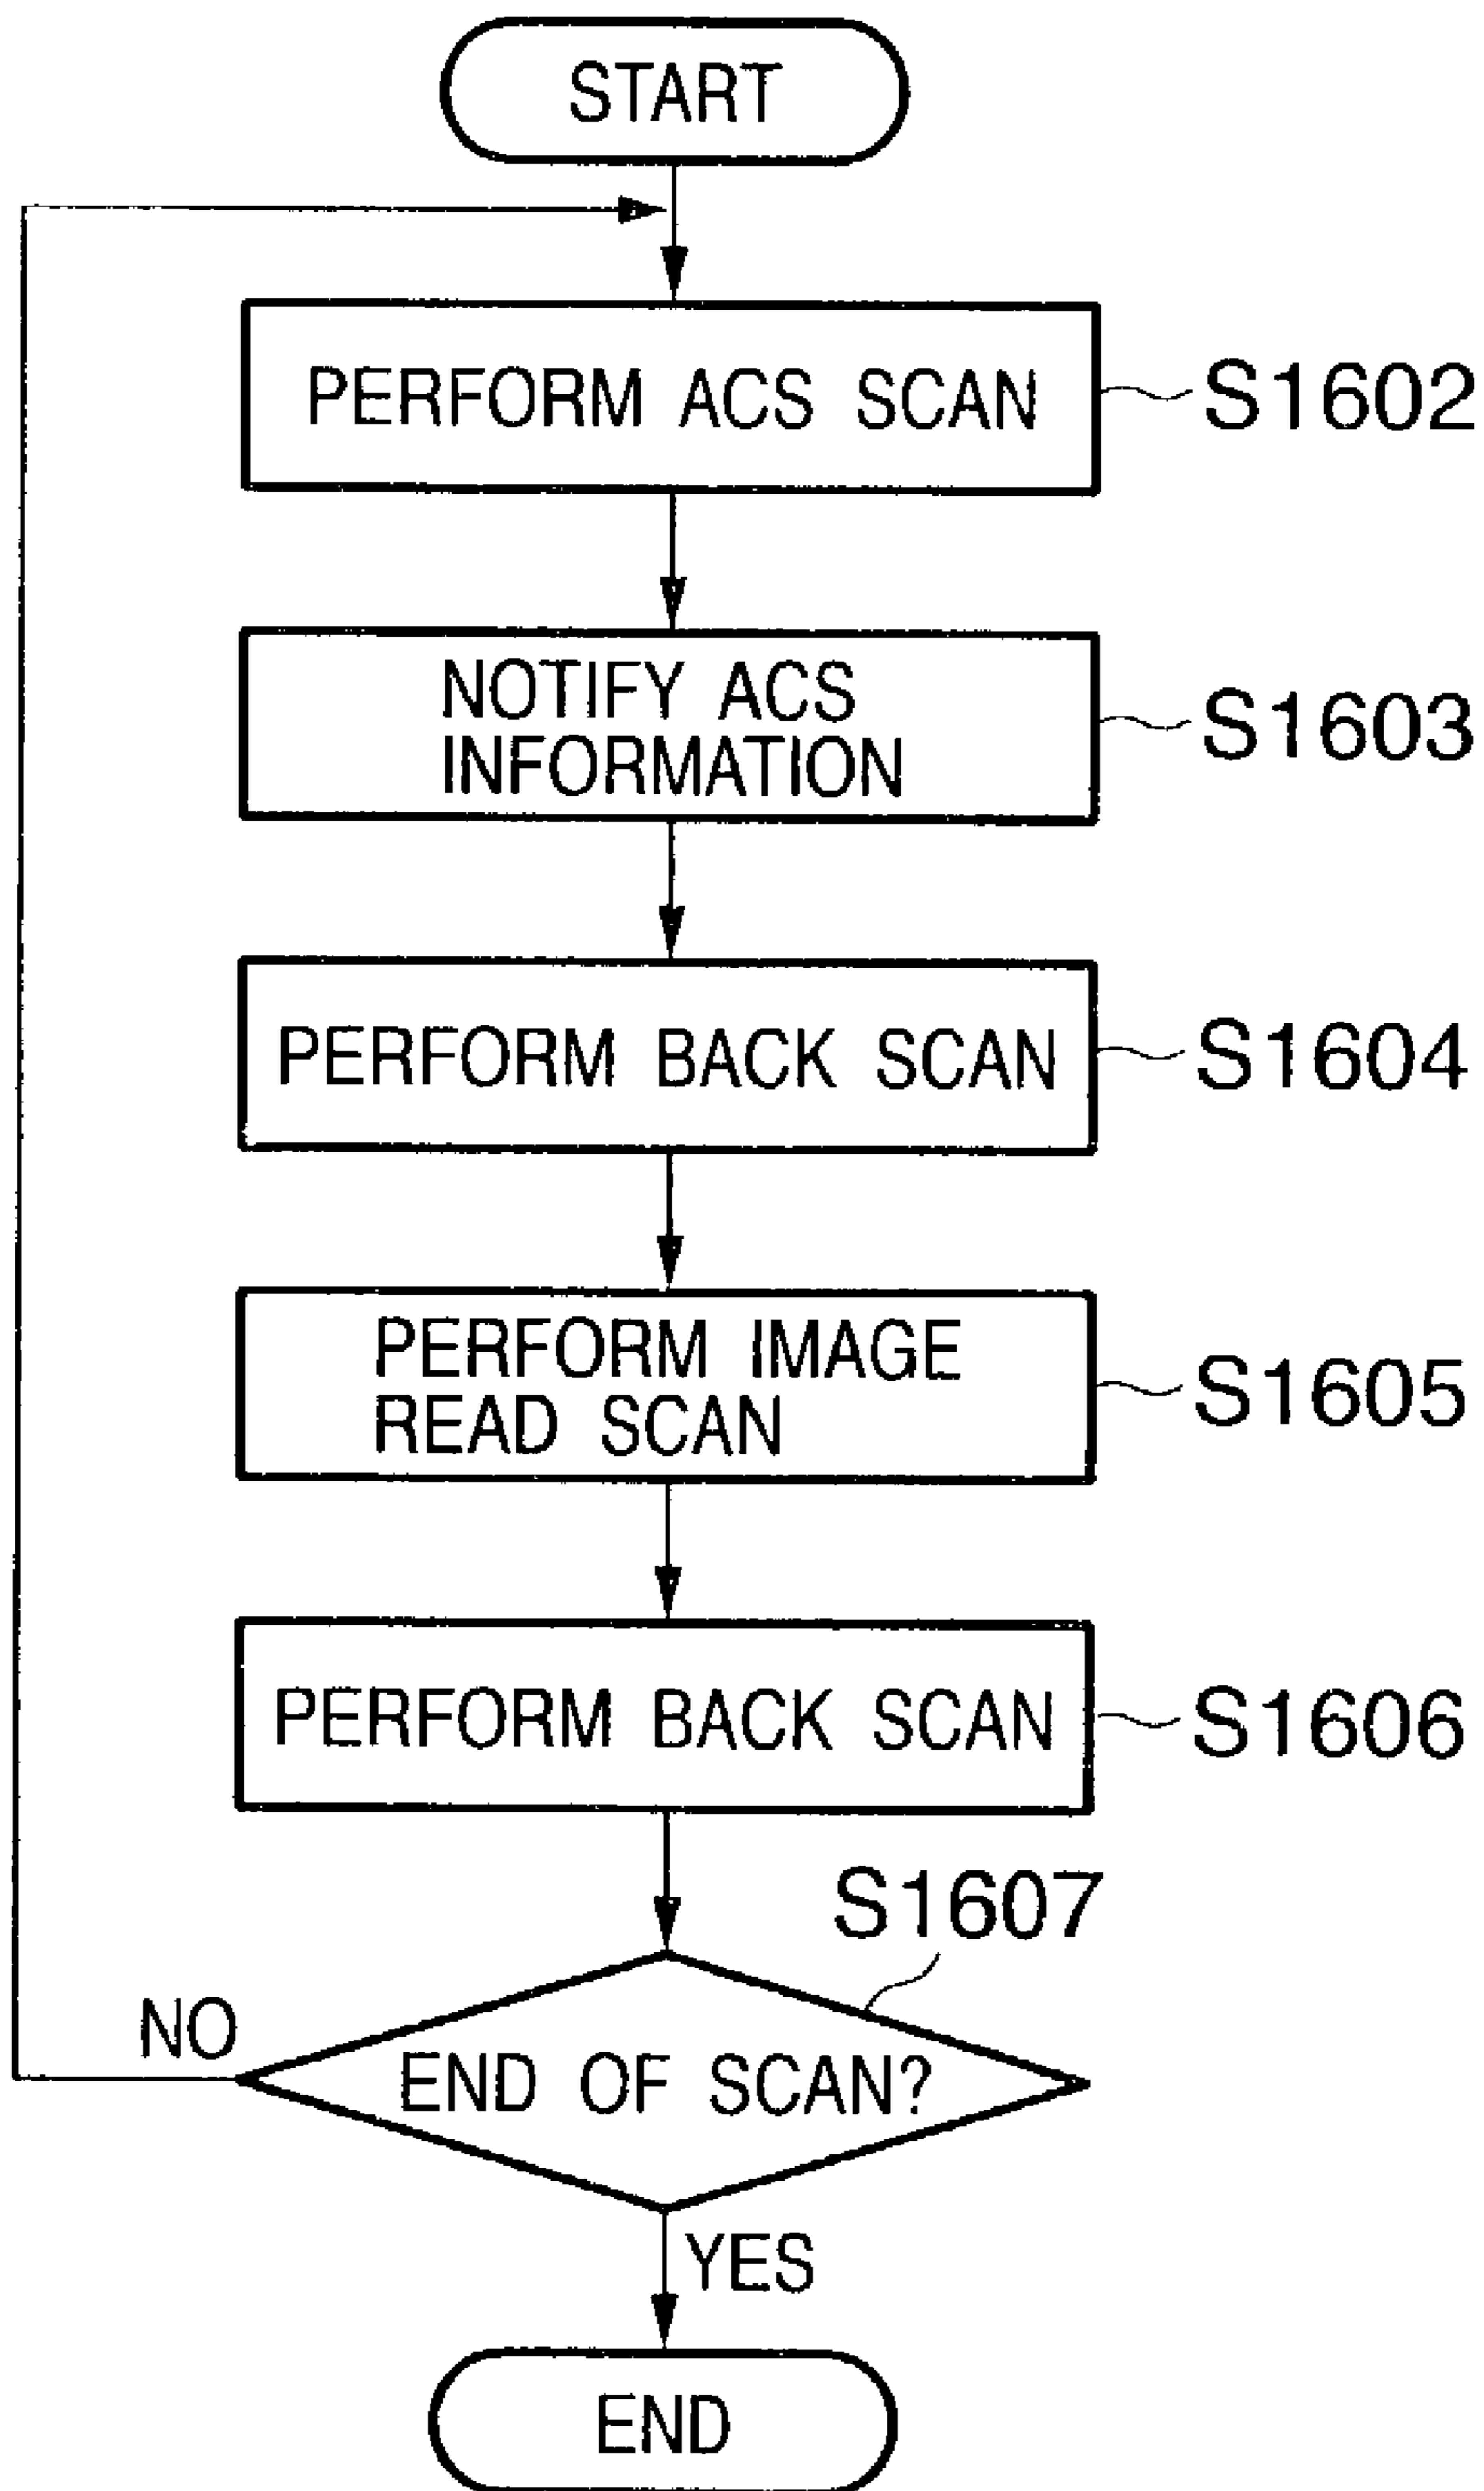 START
PERFORM ACS SCAN
S1602
NOTIFY ACS
INFORMATION
S1603
PERFORM BACK SCAN
S1604
PERFORM IMAGE
READ SCAN
S1605
PERFORM BACK SCAN
S1606
S1607
NO
END OF SCAN?
YES
END